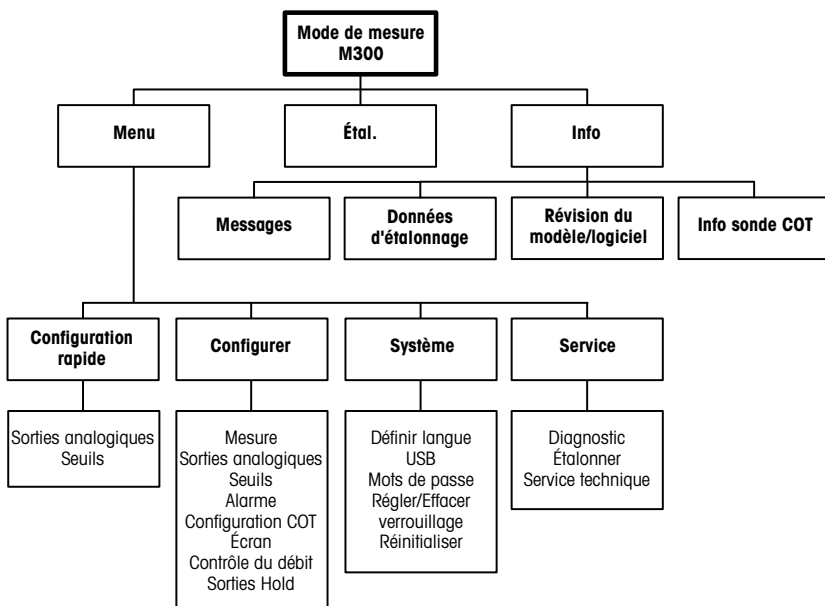 Mode de mesure
M300
Menu
Étal.
Info
Messages
Données
d'étalonnage
Révision du
modèle/logiciel
Info sonde COT
Configuration
rapide
Configurer
Système
Service
Sorties analogiques
Seuils
Mesure
Sorties analogiques
Seuils
Alarme
Configuration COT
Écran
Contrôle du débit
Sorties Hold
Définir langue
USB
Mots de passe
Régler/Effacer
verrouillage
Réinitialiser
Diagnostic
Étalonner
Service technique